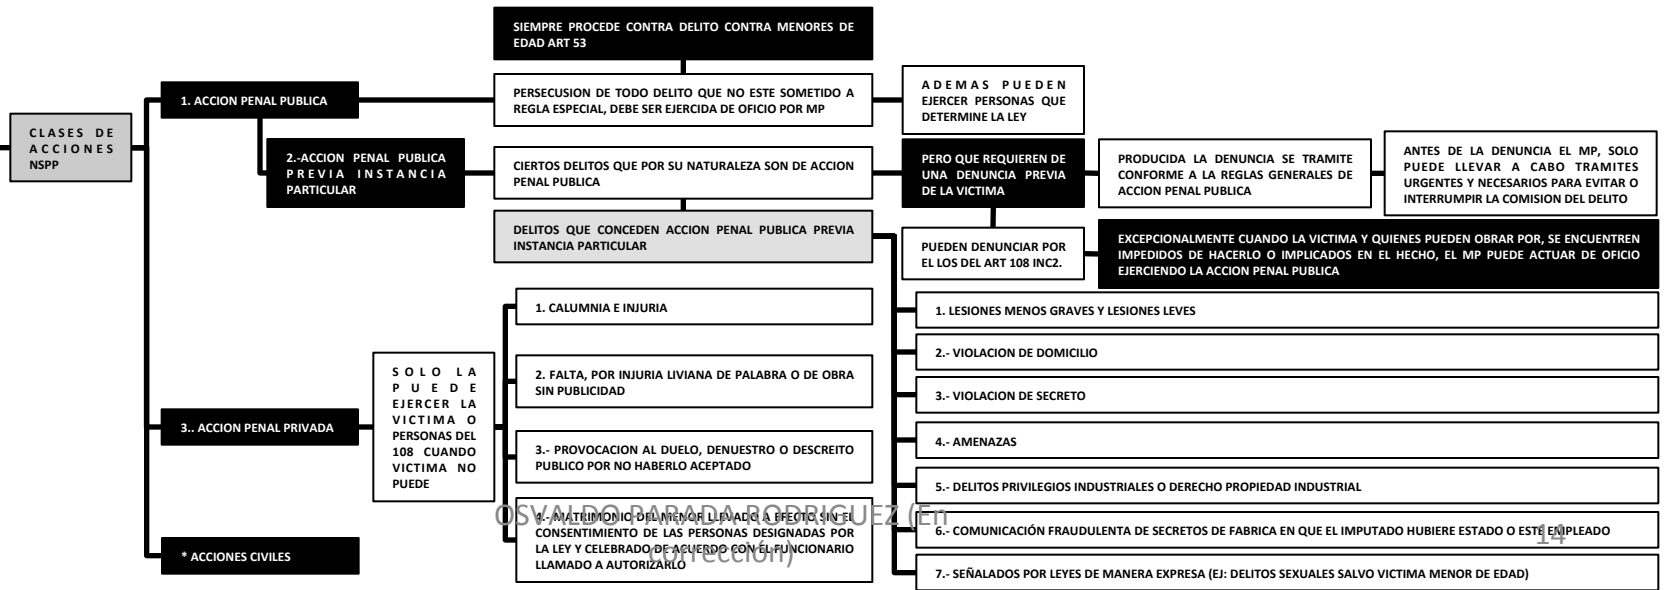 SIEMPRE PROCEDE CONTRA DELITO CONTRA MENORES DE
EDAD ART 53
1. ACCION PENAL PUBLICA
PERSECUSION DE TODO DELITO QUE NO ESTE SOMETIDO A
REGLA ESPECIAL, DEBE SER EJERCIDA DE OFICIO POR MP
ADEMAS PUEDEN
EJERCER PERSONAS QUE
DETERMINE LA LEY
CLASES DE
ACCIONES
NSPP
2.-ACCION PENAL PUBLICA
PREVIA INSTANCIA
PARTICULAR
CIERTOS DELITOS QUE POR SU NATURALEZA SON DE ACCION
PENAL PUBLICA
PERO QUE REQUIEREN DE
UNA DENUNCIA PREVIA
DE LA VICTIMA
PRODUCIDA LA DENUNCIA SE TRAMITE
CONFORME A LA REGLAS GENERALES DE
ACCION PENAL PUBLICA
ANTES DE LA DENUNCIA EL MP, SOLO
PUEDE LLEVAR A CABO TRAMITES
URGENTES Y NECESARIOS PARA EVITAR O
INTERRUMPIR LA COMISION DEL DELITO
DELITOS QUE CONCEDEN ACCION PENAL PUBLICA PREVIA
INSTANCIA PARTICULAR
PUEDEN DENUNCIAR POR
EL LOS DEL ART 108 INC2.
EXCEPCIONALMENTE CUANDO LA VICTIMA Y QUIENES PUEDEN OBRAR POR, SE ENCUENTREN
IMPEDIDOS DE HACERLO O IMPLICADOS EN EL HECHO, EL MP PUEDE ACTUAR DE OFICIO
EJERCIENDO LA ACCION PENAL PUBLICA
1. LESIONES MENOS GRAVES Y LESIONES LEVES
2.- VIOLACION DE DOMICILIO
3.- VIOLACION DE SECRETO
4.- AMENAZAS
5.- DELITOS PRIVILEGIOS INDUSTRIALES O DERECHO PROPIEDAD INDUSTRIAL
6.- COMUNICACIÓN FRAUDULENTA DE SECRETOS DE FABRICA EN QUE EL IMPUTADO HUBIERE ESTADO O ESTE EMPLEADO
7.- SEÑALADOS POR LEYES DE MANERA EXPRESA (EJ: DELITOS SEXUALES SALVO VICTIMA MENOR DE EDAD)
3.. ACCION PENAL PRIVADA
SOLO LA
PUEDE
EJERCER LA
VICTIMA O
PERSONAS DEL
108 CUANDO
VICTIMA NO
PUEDE
1. CALUMNIA E INJURIA
2. FALTA, POR INJURIA LIVIANA DE PALABRA O DE OBRA
SIN PUBLICIDAD
3.- PROVOCACION AL DUELO, DENUESTRO O DESCREITO
PUBLICO POR NO HABERLO ACEPTADO
4.- MATRIMONIO DEL MENOR LLEVADO A EFECTO SIN EL
CONSENTIMIENTO DE LAS PERSONAS DESIGNADAS POR
LA LEY Y CELEBRADO DE ACUERDO CON EL FUNCIONARIO
LLAMADO A AUTORIZARLO
* ACCIONES CIVILES
OSVALDO PARADA RODRIGUEZ (En
corrección)
14